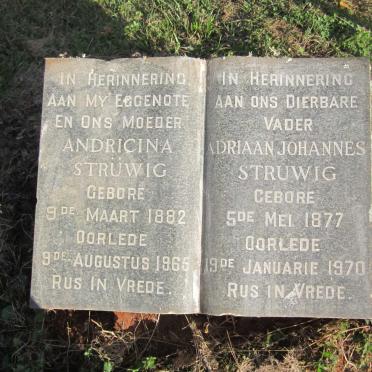 IN HERINNERING
AAN MY EGGENOTE
EN ONS MOEDER
ANDRICINA
STRÜWIG
GEBORE
9DE MAART 1882
OORLEDE
9DE AUGUSTUS 1965
RUS IN VREDE.
IN HERINNERING
AAN ONS DIERBARE
VADER
ADRIAAN JOHANNES
STRUWIG
GEBORE
5DE MEI 1877
OORLEDE
19DE JANUARIE 1970
RUS IN VREDE.